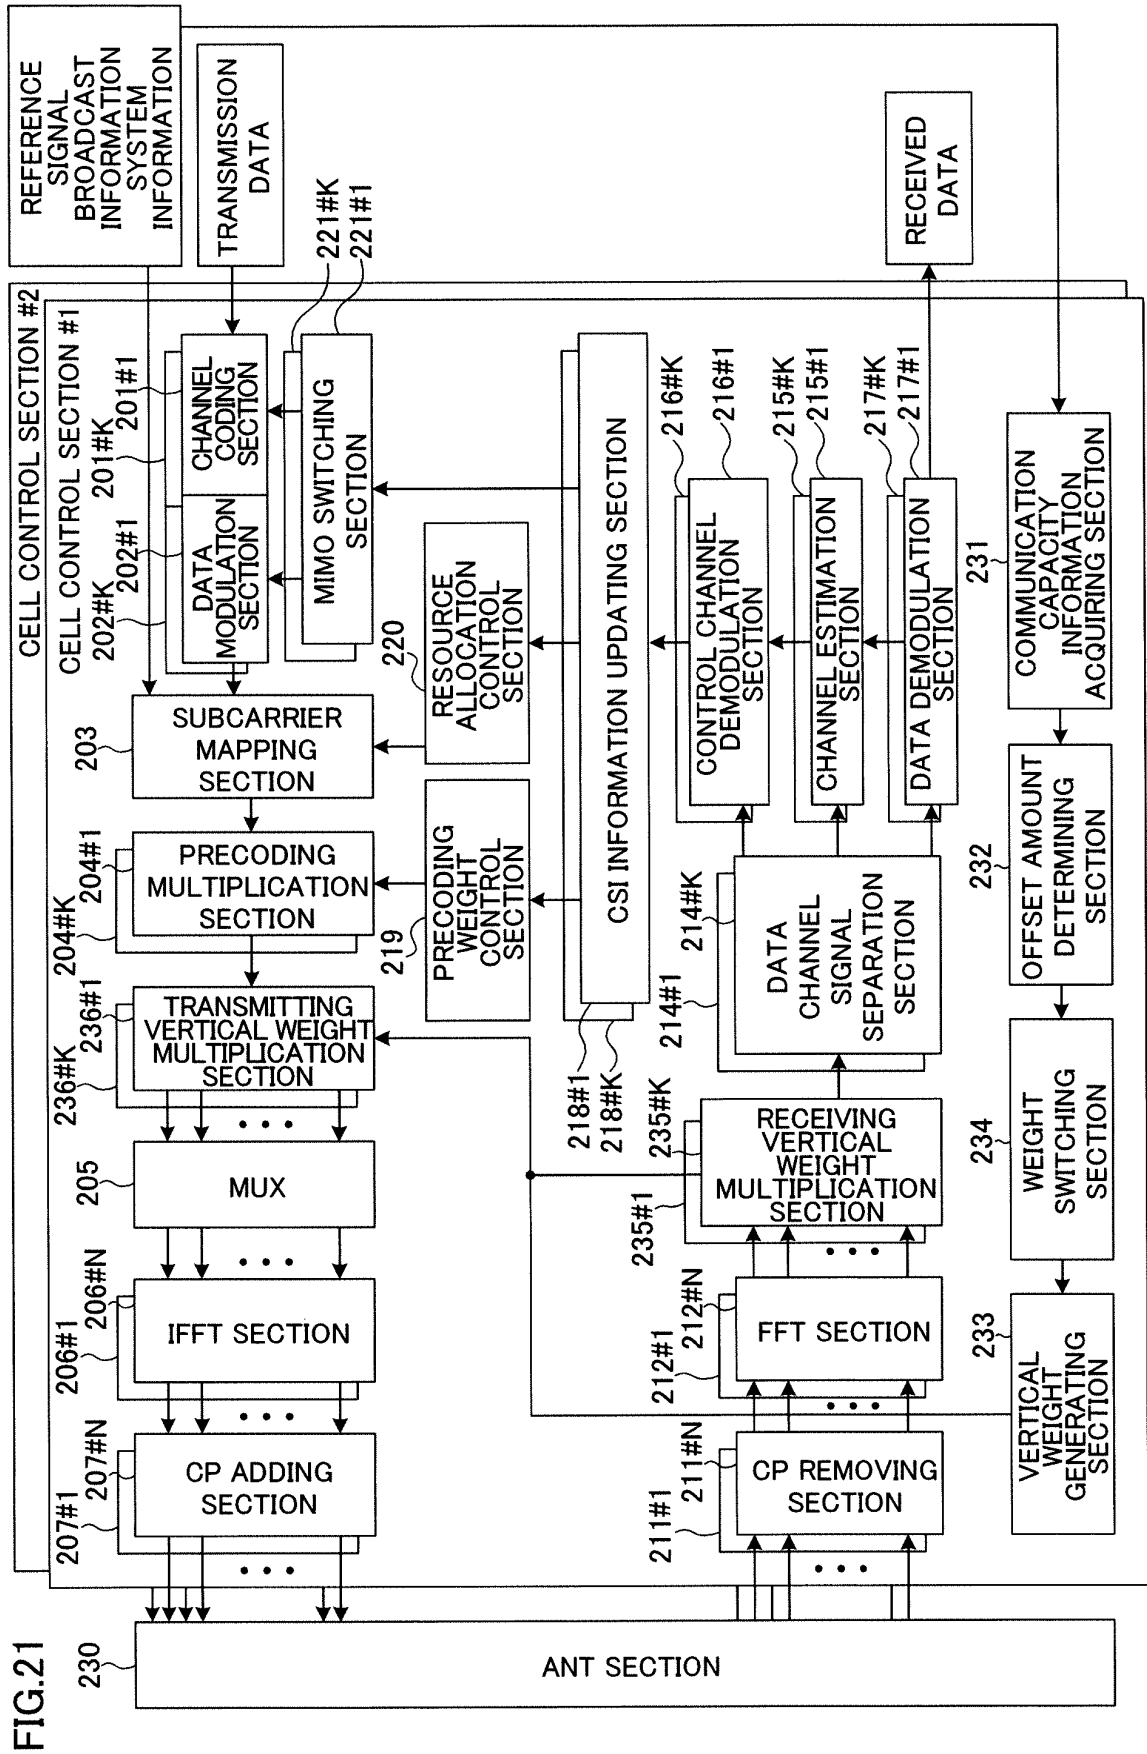 FIG.21
REFERENCE
SIGNAL
BROADCAST
INFORMATION
SYSTEM
INFORMATION
TRANSMISSION
DATA
CELL CONTROL SECTION #2
CELL CONTROL SECTION #1
201#K
201#1
CHANNEL
CODING
SECTION
202#K
202#1
DATA
MODULATION
SECTION
221#K
221#1
MIMO SWITCHING
SECTION
203
SUBCARRIER
MAPPING
SECTION
220
RESOURCE
ALLOCATION
CONTROL
SECTION
204#K
204#1
PRECODING
MULTIPLICATION
SECTION
219
PRECODING
WEIGHT
CONTROL
SECTION
236#K
236#1
TRANSMITTING
VERTICAL WEIGHT
MULTIPLICATION
SECTION
205
MUX
206#1
206#N
IFFT SECTION
207#1
207#N
CP ADDING
SECTION
230
ANT SECTION
CSI INFORMATION UPDATING SECTION
218#1
218#K
216#K
216#1
CONTROL CHANNEL
DEMODULATION
SECTION
215#K
215#1
CHANNEL ESTIMATION
SECTION
217#K
217#1
DATA DEMODULATION
SECTION
RECEIVED
DATA
214#1
214#K
DATA
CHANNEL
SIGNAL
SEPARATION
SECTION
235#1
235#K
RECEIVING
VERTICAL
WEIGHT
MULTIPLICATION
SECTION
212#1
212#N
FFT SECTION
211#1
211#N
CP REMOVING
SECTION
231
COMMUNICATION
CAPACITY
INFORMATION
ACQUIRING SECTION
232
OFFSET AMOUNT
DETERMINING
SECTION
234
WEIGHT
SWITCHING
SECTION
233
VERTICAL
WEIGHT
GENERATING
SECTION